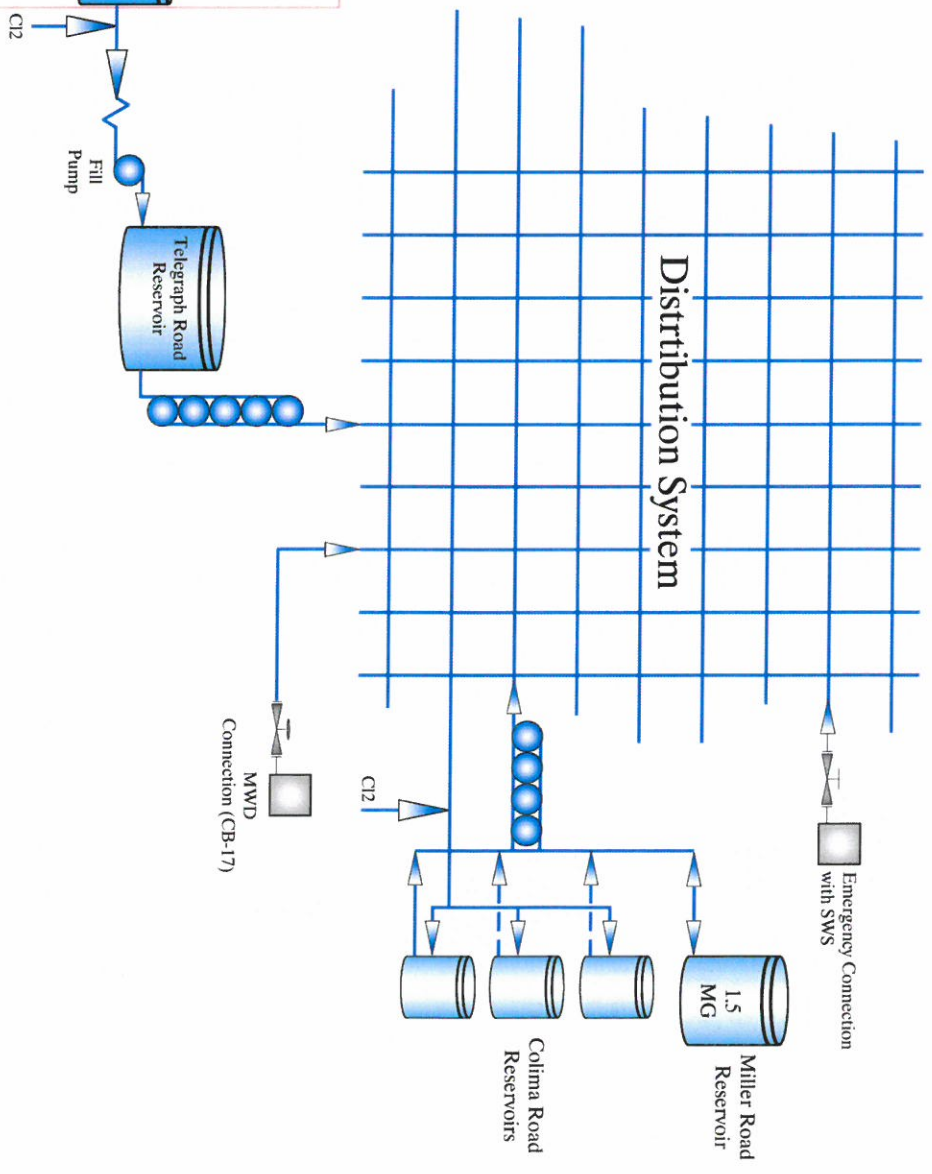 Cl2
Fill
Pump
Telegraph Road
Reservoir
Distrtibution System
MWD
Connection (CB-17)
Cl2
Emergency Connection
with SWS
1.5
MG
Miller Road
Reservoir
Colima Road
Reservoirs